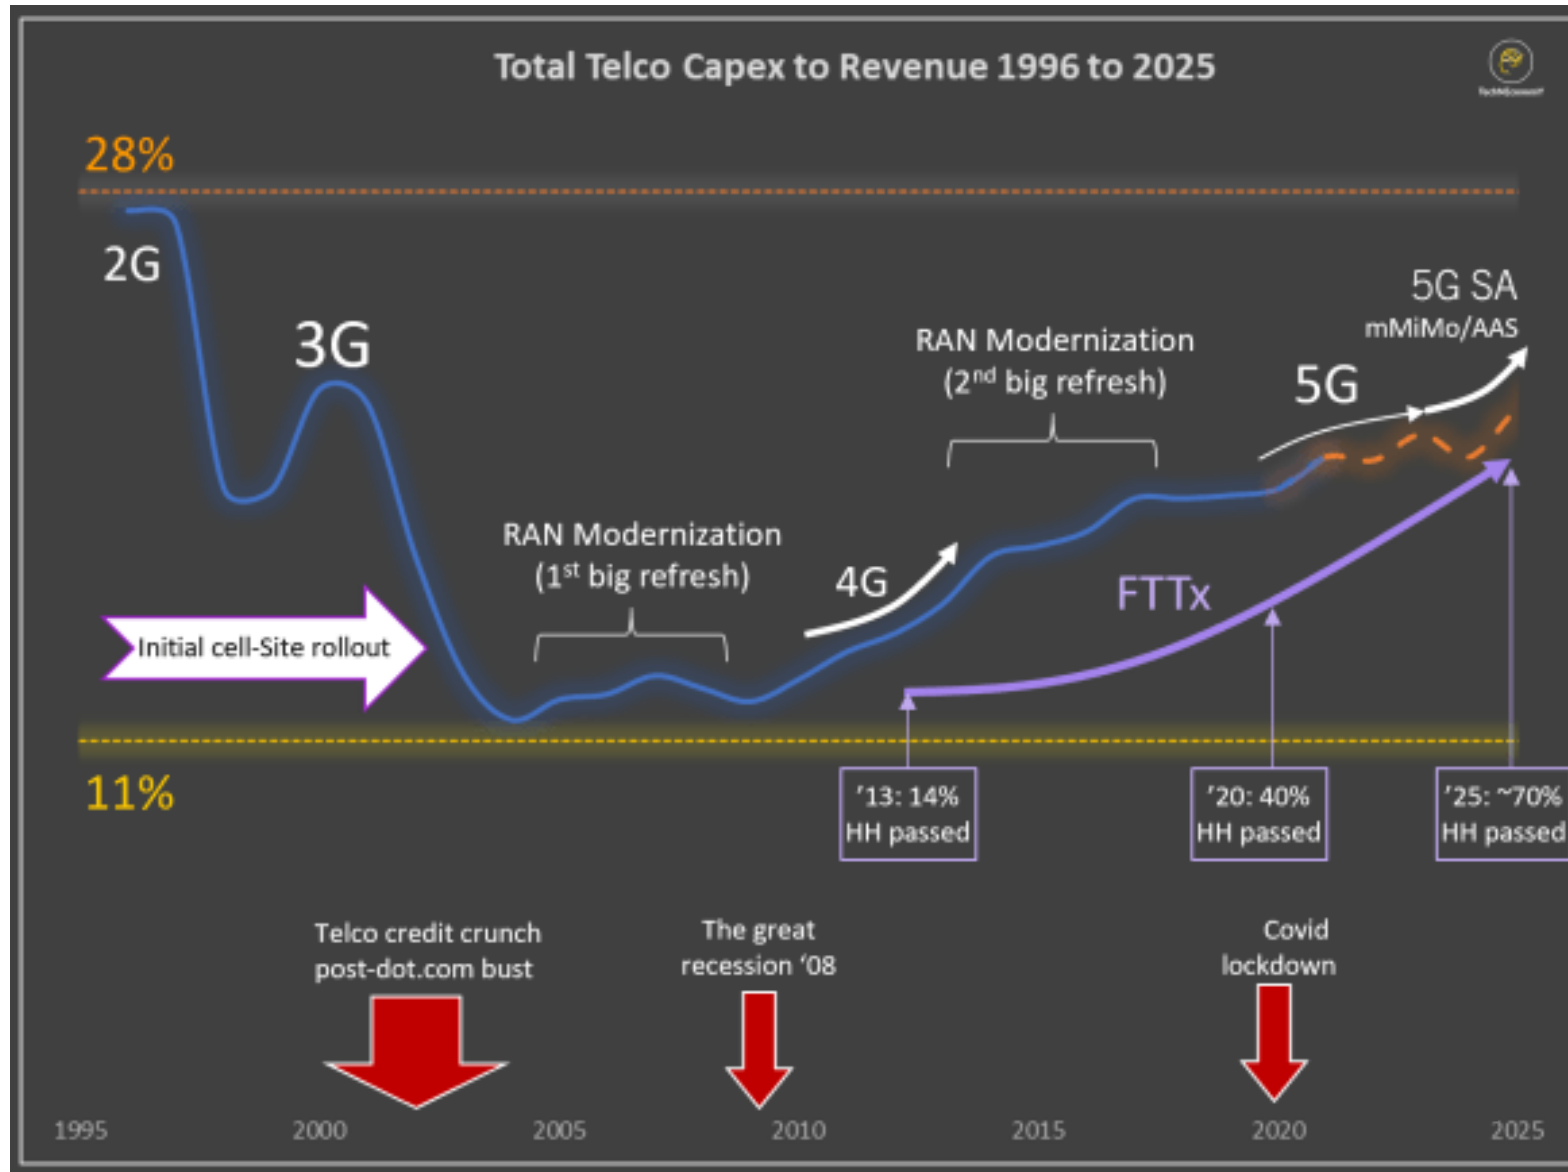 Total Telco Capex to Revenue 1996 to 2025
28%
2G
3G
5G SA
mMiMo/AAS
RAN Modernization
(2nd big refresh)
5G
RAN Modernization
(1st big refresh)
4G
FTTx
Initial cell-Site rollout
11%
'13: 14%
HH passed
'20: 40%
HH passed
'25: ~70%
HH passed
Telco credit crunch
post-dot.com bust
The great
recession '08
Covid
lockdown
1995
2000
2005
2010
2015
2020
2025